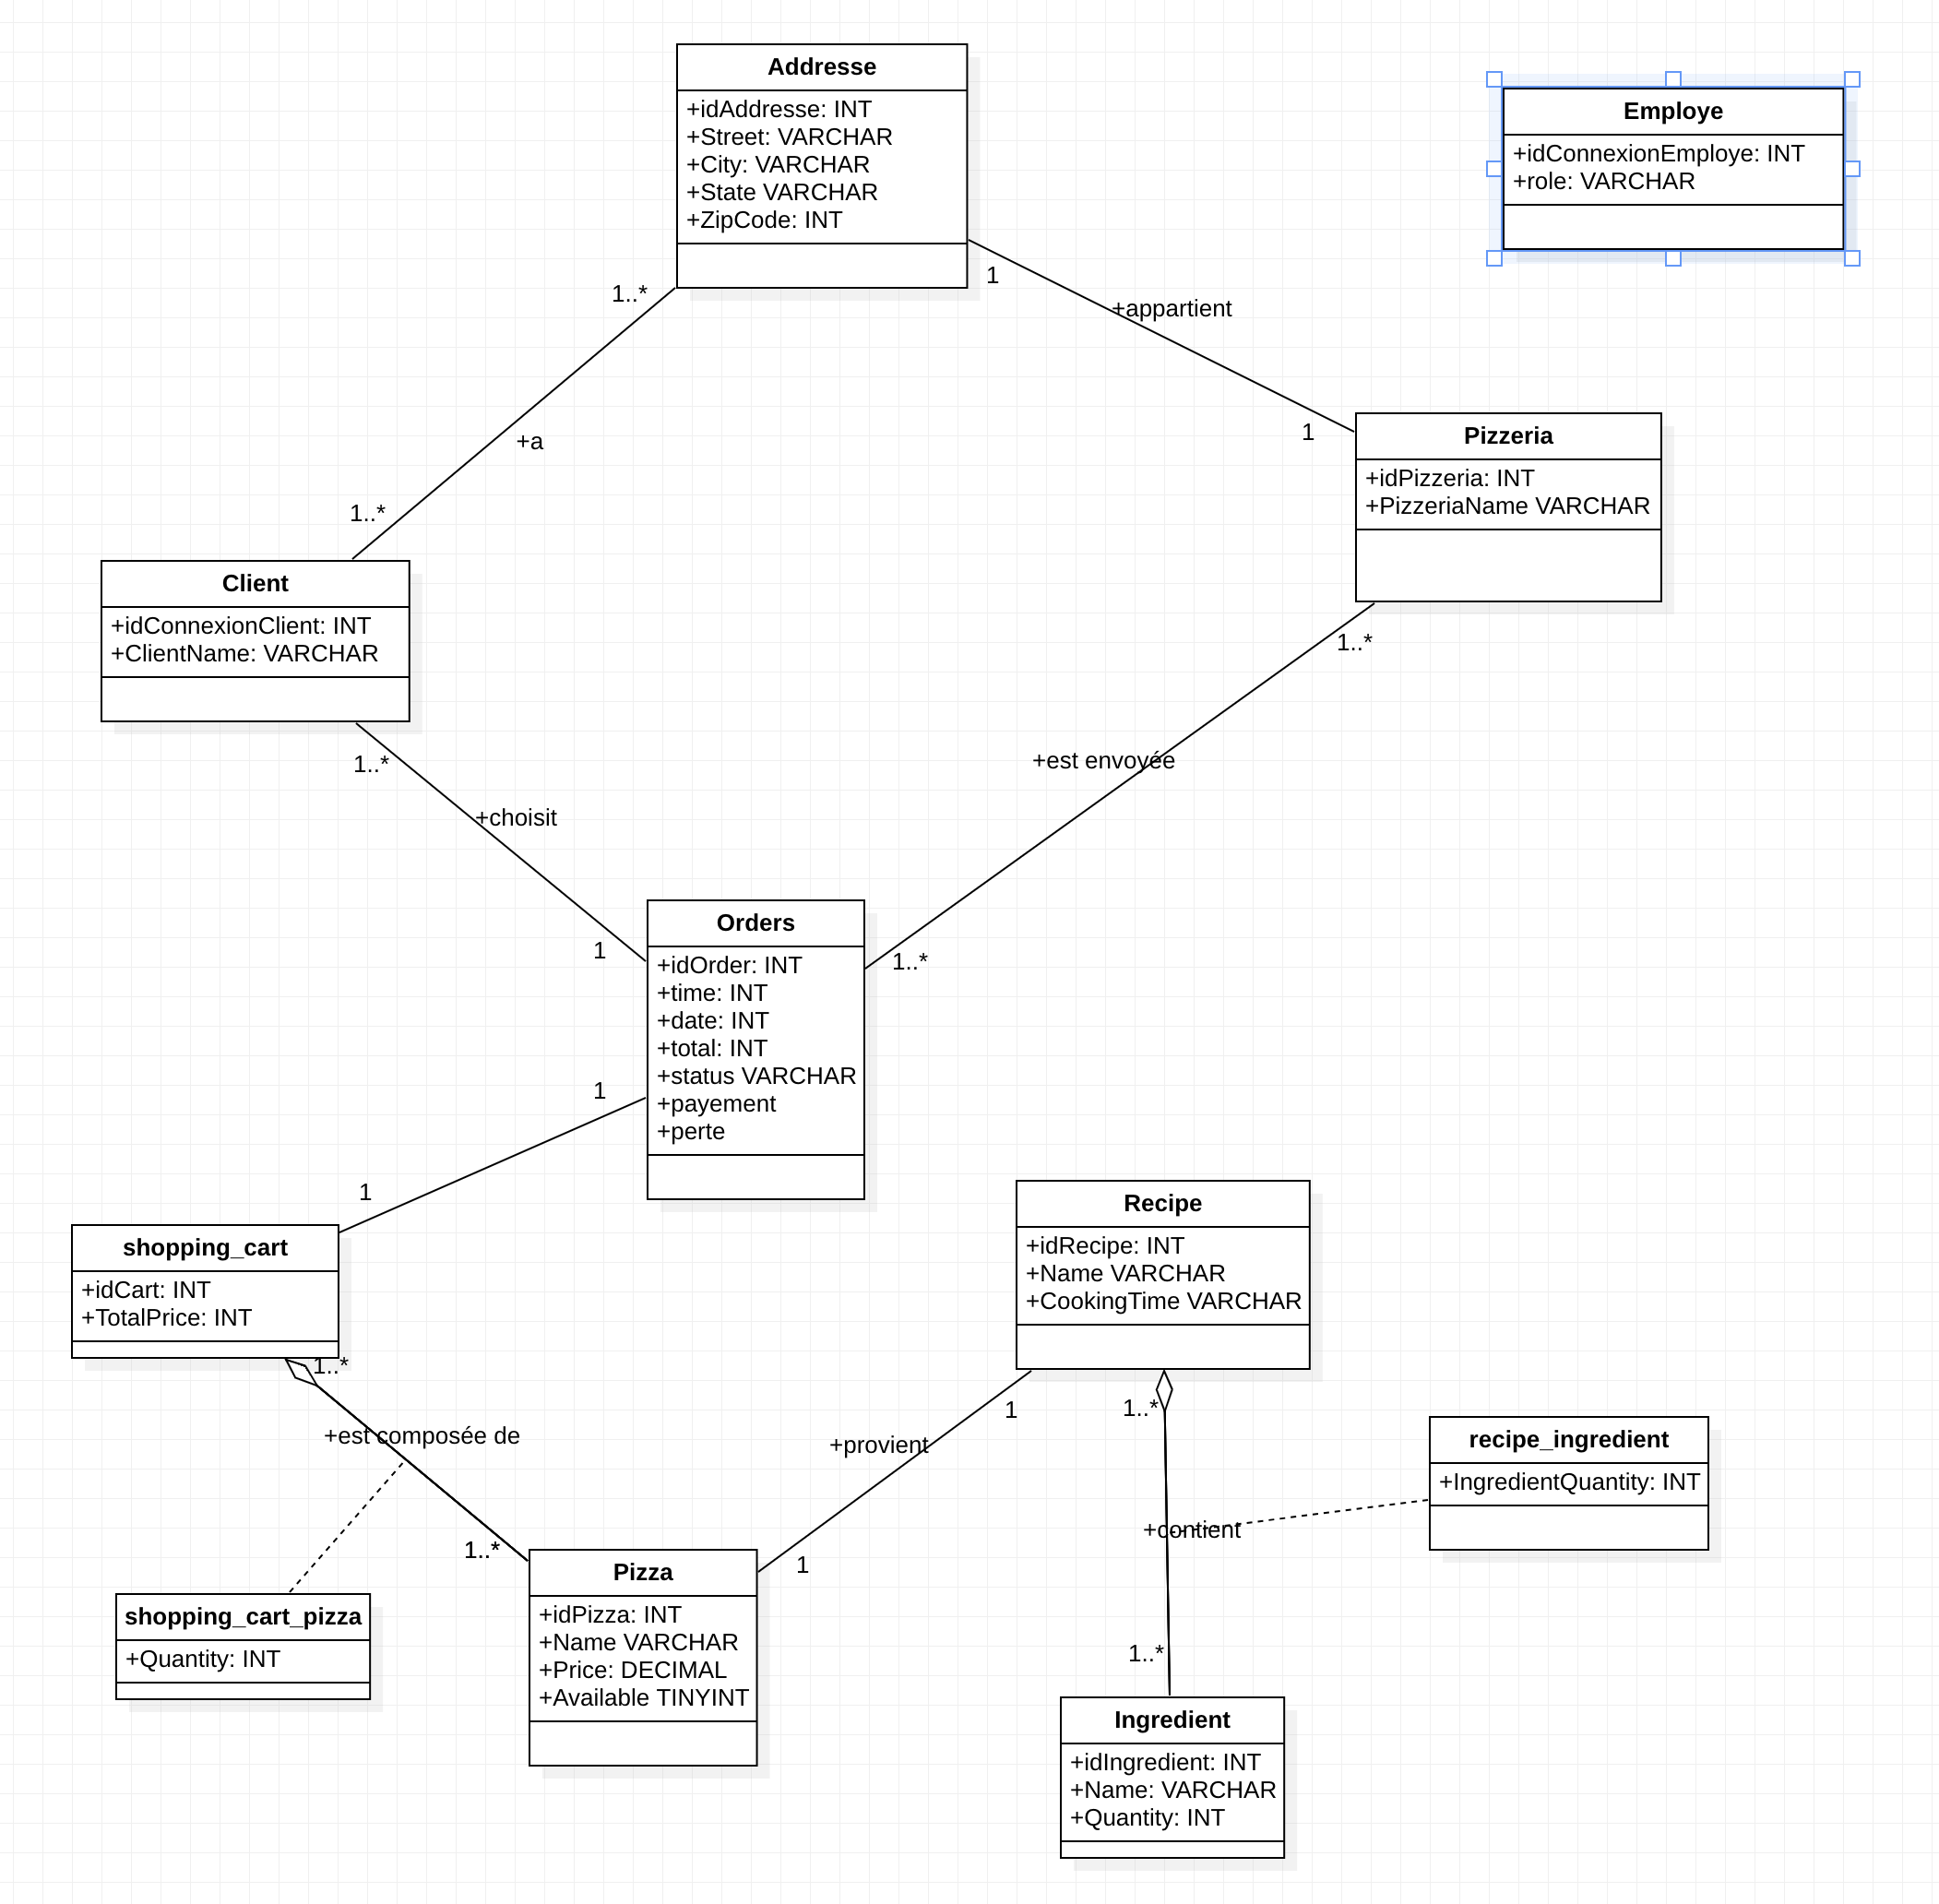 Addresse
+idAddresse: INT
+Street: VARCHAR
+City: VARCHAR
+State VARCHAR
+ZipCode: INT
Employe
+idConnexionEmploye: INT
+role: VARCHAR
1
1..*
+appartient
1
+a
1..*
Pizzeria
+idPizzeria: INT
+PizzeriaName VARCHAR
Client
+idConnexionClient: INT
+ClientName: VARCHAR
1..*
1..*
+est envoyée
+choisit
1
1..*
Orders
+idOrder: INT
+time: INT
+date: INT
+total: INT
+status VARCHAR
+payement
+perte
1
1
shopping_cart
+idCart: INT
+TotalPrice: INT
1..*
Recipe
+idRecipe: INT
+Name VARCHAR
+CookingTime VARCHAR
1
1..*
+est composée de
+provient
recipe_ingredient
+IngredientQuantity: INT
+contient
1..*
1
shopping_cart_pizza
+Quantity: INT
Pizza
+idPizza: INT
+Name VARCHAR
+Price: DECIMAL
+Available TINYINT
1..*
Ingredient
+idIngredient: INT
+Name: VARCHAR
+Quantity: INT